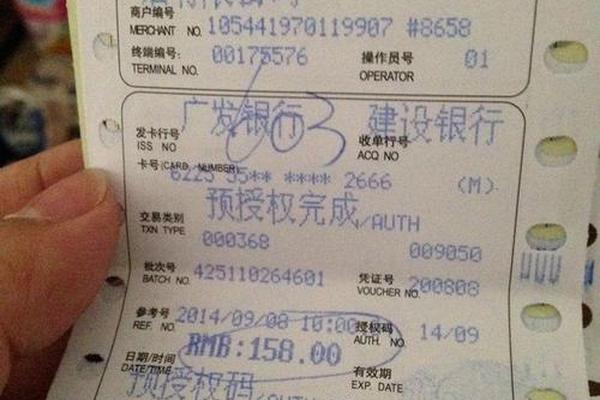 商户编号
MERCHANT NO. 105441970119907 #8658
终端编号: 00175576 操作员号 01
TERMINAL NO. OPERATOR
广发银行 建设银行
发卡行号 收单行号
ISS NO ACQ NO
卡号(CARD NUMBER)
6225 55** **** 2666 (M)
预授权完成/AUTH
交易类别
TXN TYPE
000368 009050
批次号 425110264601 凭证号 200808
BATCH NO. VOUCHER NO.
参考号 2014/09/08 10:00 授权码 14/09
REF. NO. AUTH. NO.
RMB:158.00
日期/时间 有效期
DATE/TIME EXP. DATE
预授权码/AUTH